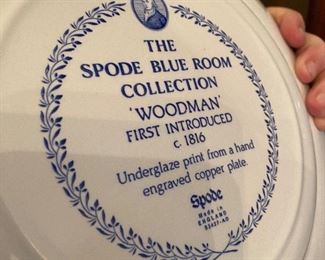 THE
SPODE BLUE ROOM
COLLECTION
'WOODMAN'
FIRST INTRODUCED
c. 1816
Underglaze print from a hand
engraved copper plate.
Spode
Made in
ENGLAND